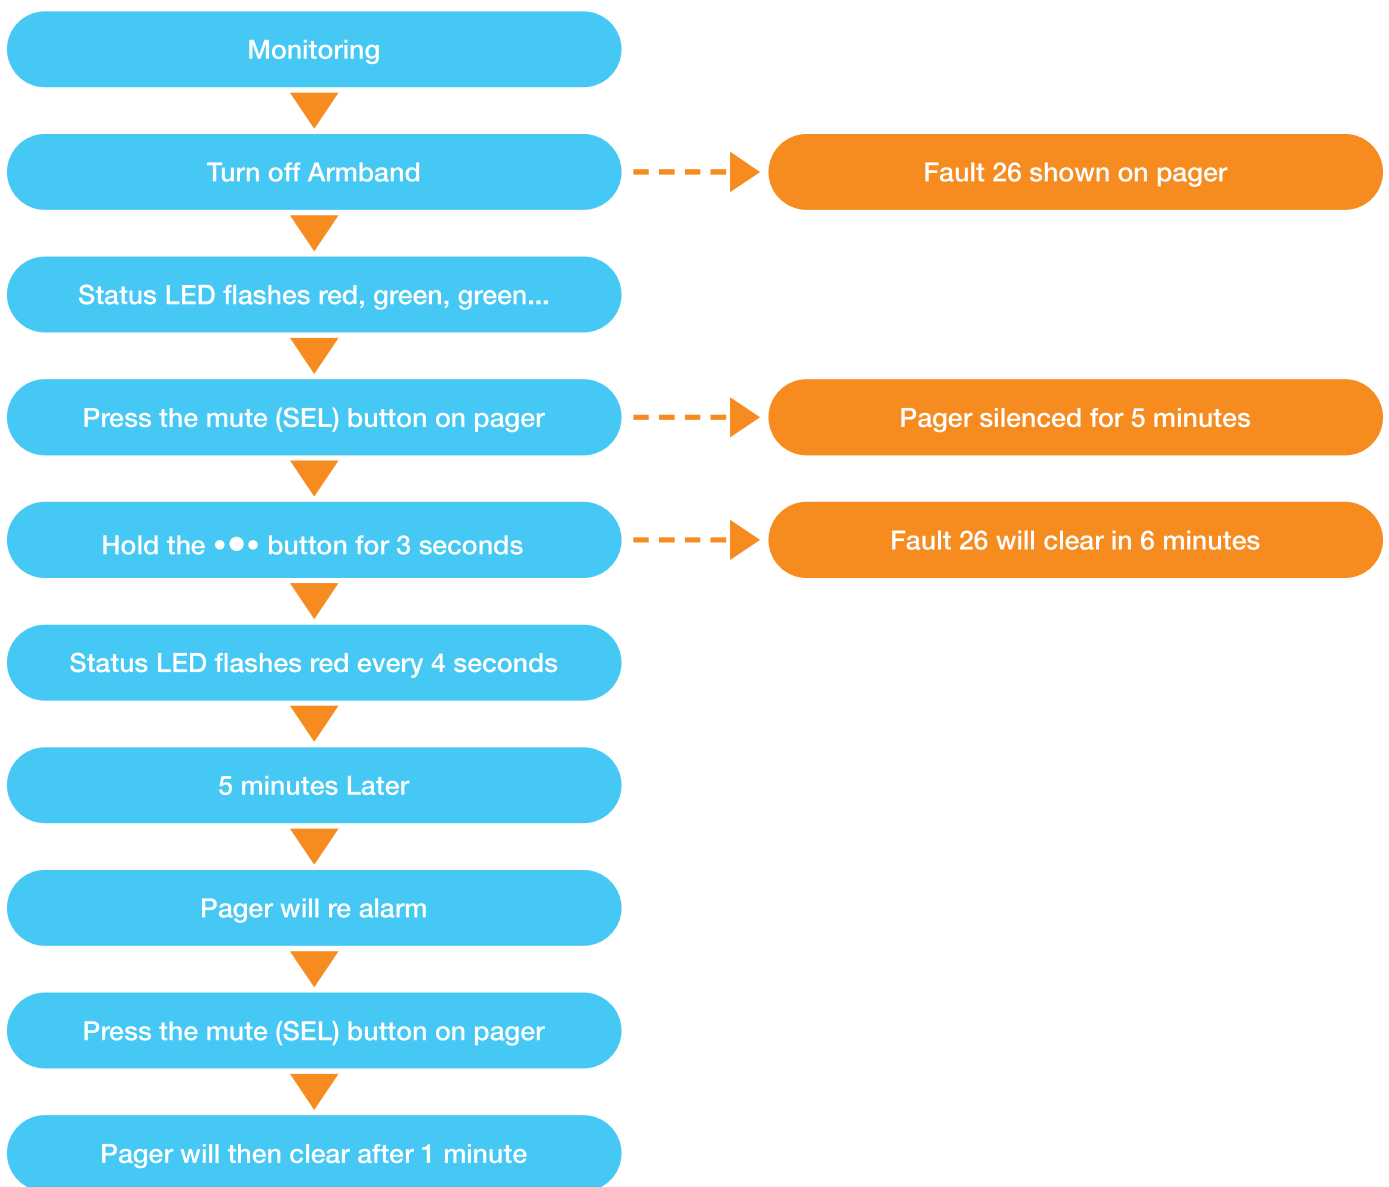 Monitoring
Turn off Armband
Fault 26 shown on pager
Status LED flashes red, green, green...
Press the mute (SEL) button on pager
Pager silenced for 5 minutes
Hold the •●• button for 3 seconds
Fault 26 will clear in 6 minutes
Status LED flashes red every 4 seconds
5 minutes Later
Pager will re alarm
Press the mute (SEL) button on pager
Pager will then clear after 1 minute